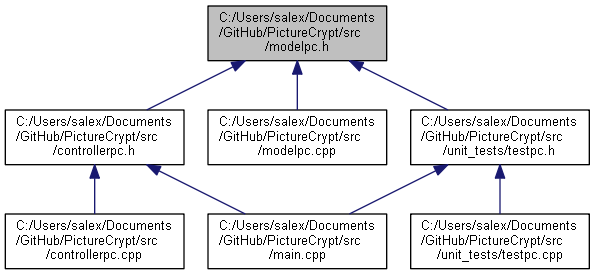 C:/Users/salex/Documents
/GitHub/PictureCrypt/src
/modelpc.h
C:/Users/salex/Documents
/GitHub/PictureCrypt/src
/controllerpc.h
C:/Users/salex/Documents
/GitHub/PictureCrypt/src
/modelpc.cpp
C:/Users/salex/Documents
/GitHub/PictureCrypt/src
/unit_tests/testpc.h
C:/Users/salex/Documents
/GitHub/PictureCrypt/src
/controllerpc.cpp
C:/Users/salex/Documents
/GitHub/PictureCrypt/src
/main.cpp
C:/Users/salex/Documents
/GitHub/PictureCrypt/src
/unit_tests/testpc.cpp